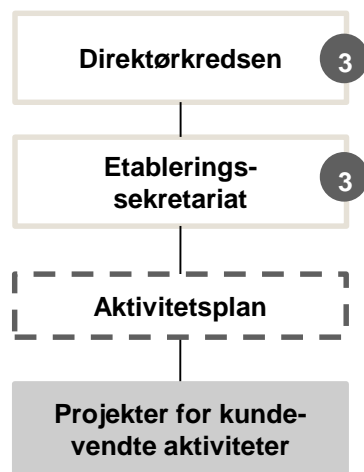 Direktørkredsen
3
Etablerings-
sekretariat
3
Aktivitetsplan
Projekter for kunde-
vendte aktiviteter